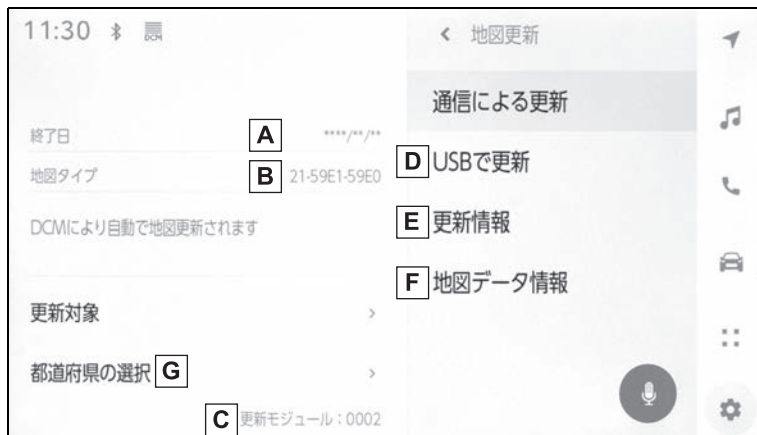 11:30 DCM
終了日 A ****/**/**
地図タイプ B 21-59E1-59E0
DCMにより自動で地図更新されます
更新対象 >
都道府県の選択 G >
C 更新モジュール:0002
< 地図更新
通信による更新
D USBで更新
E 更新情報
F 地図データ情報